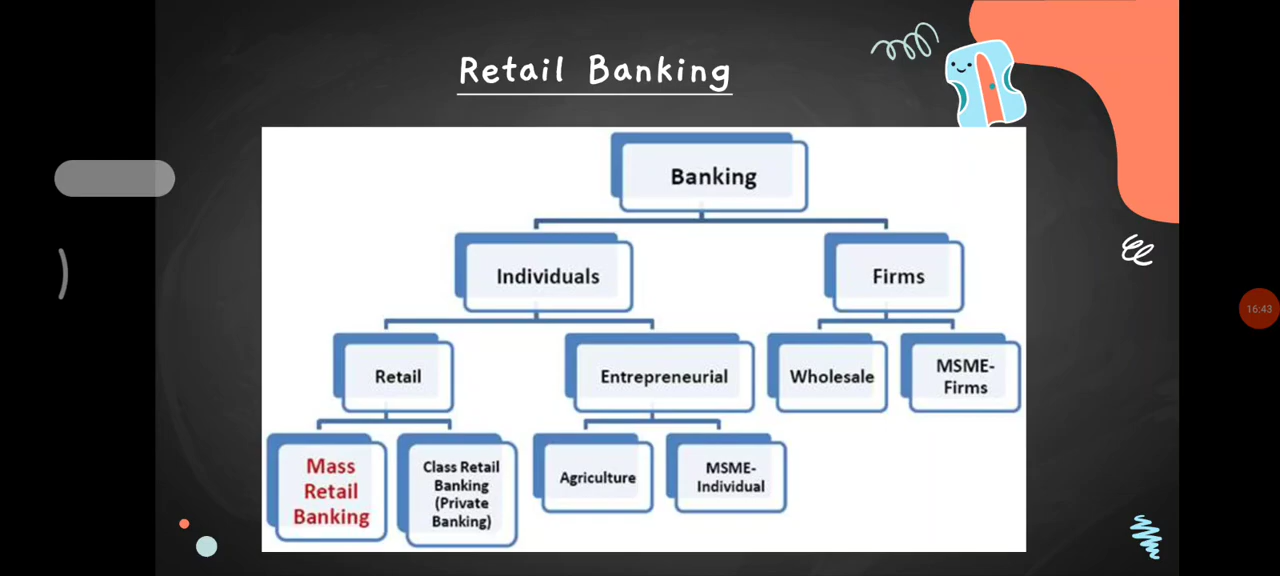 Retail Banking
Banking
Individuals
Firms
Retail
Entrepreneurial
Wholesale
MSME-
Firms
Mass
Retail
Banking
Class Retail
Banking
(Private
Banking)
Agriculture
MSME-
Individual
16:43